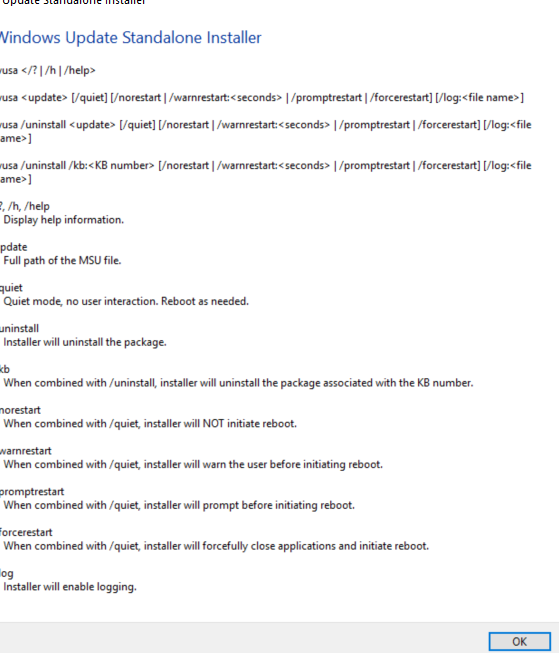 Update Standalone Installer
Windows Update Standalone Installer
wusa </? | /h | /help>
wusa <update> [/quiet] [/norestart | /warnrestart:<seconds> | /promptrestart | /forcerestart] [/log:<file name>]
wusa /uninstall <update> [/quiet] [/norestart | /warnrestart:<seconds> | /promptrestart | /forcerestart] [/log:<file
name>]
wusa /uninstall /kb:<KB number> [/norestart | /warnrestart:<seconds> | /promptrestart | /forcerestart] [/log:<file
name>]
?, /h, /help
Display help information.
update
Full path of the MSU file.
quiet
Quiet mode, no user interaction. Reboot as needed.
uninstall
Installer will uninstall the package.
kb
When combined with /uninstall, installer will uninstall the package associated with the KB number.
norestart
When combined with /quiet, installer will NOT initiate reboot.
warnrestart
When combined with /quiet, installer will warn the user before initiating reboot.
promptrestart
When combined with /quiet, installer will prompt before initiating reboot.
forcerestart
When combined with /quiet, installer will forcefully close applications and initiate reboot.
log
Installer will enable logging.
OK